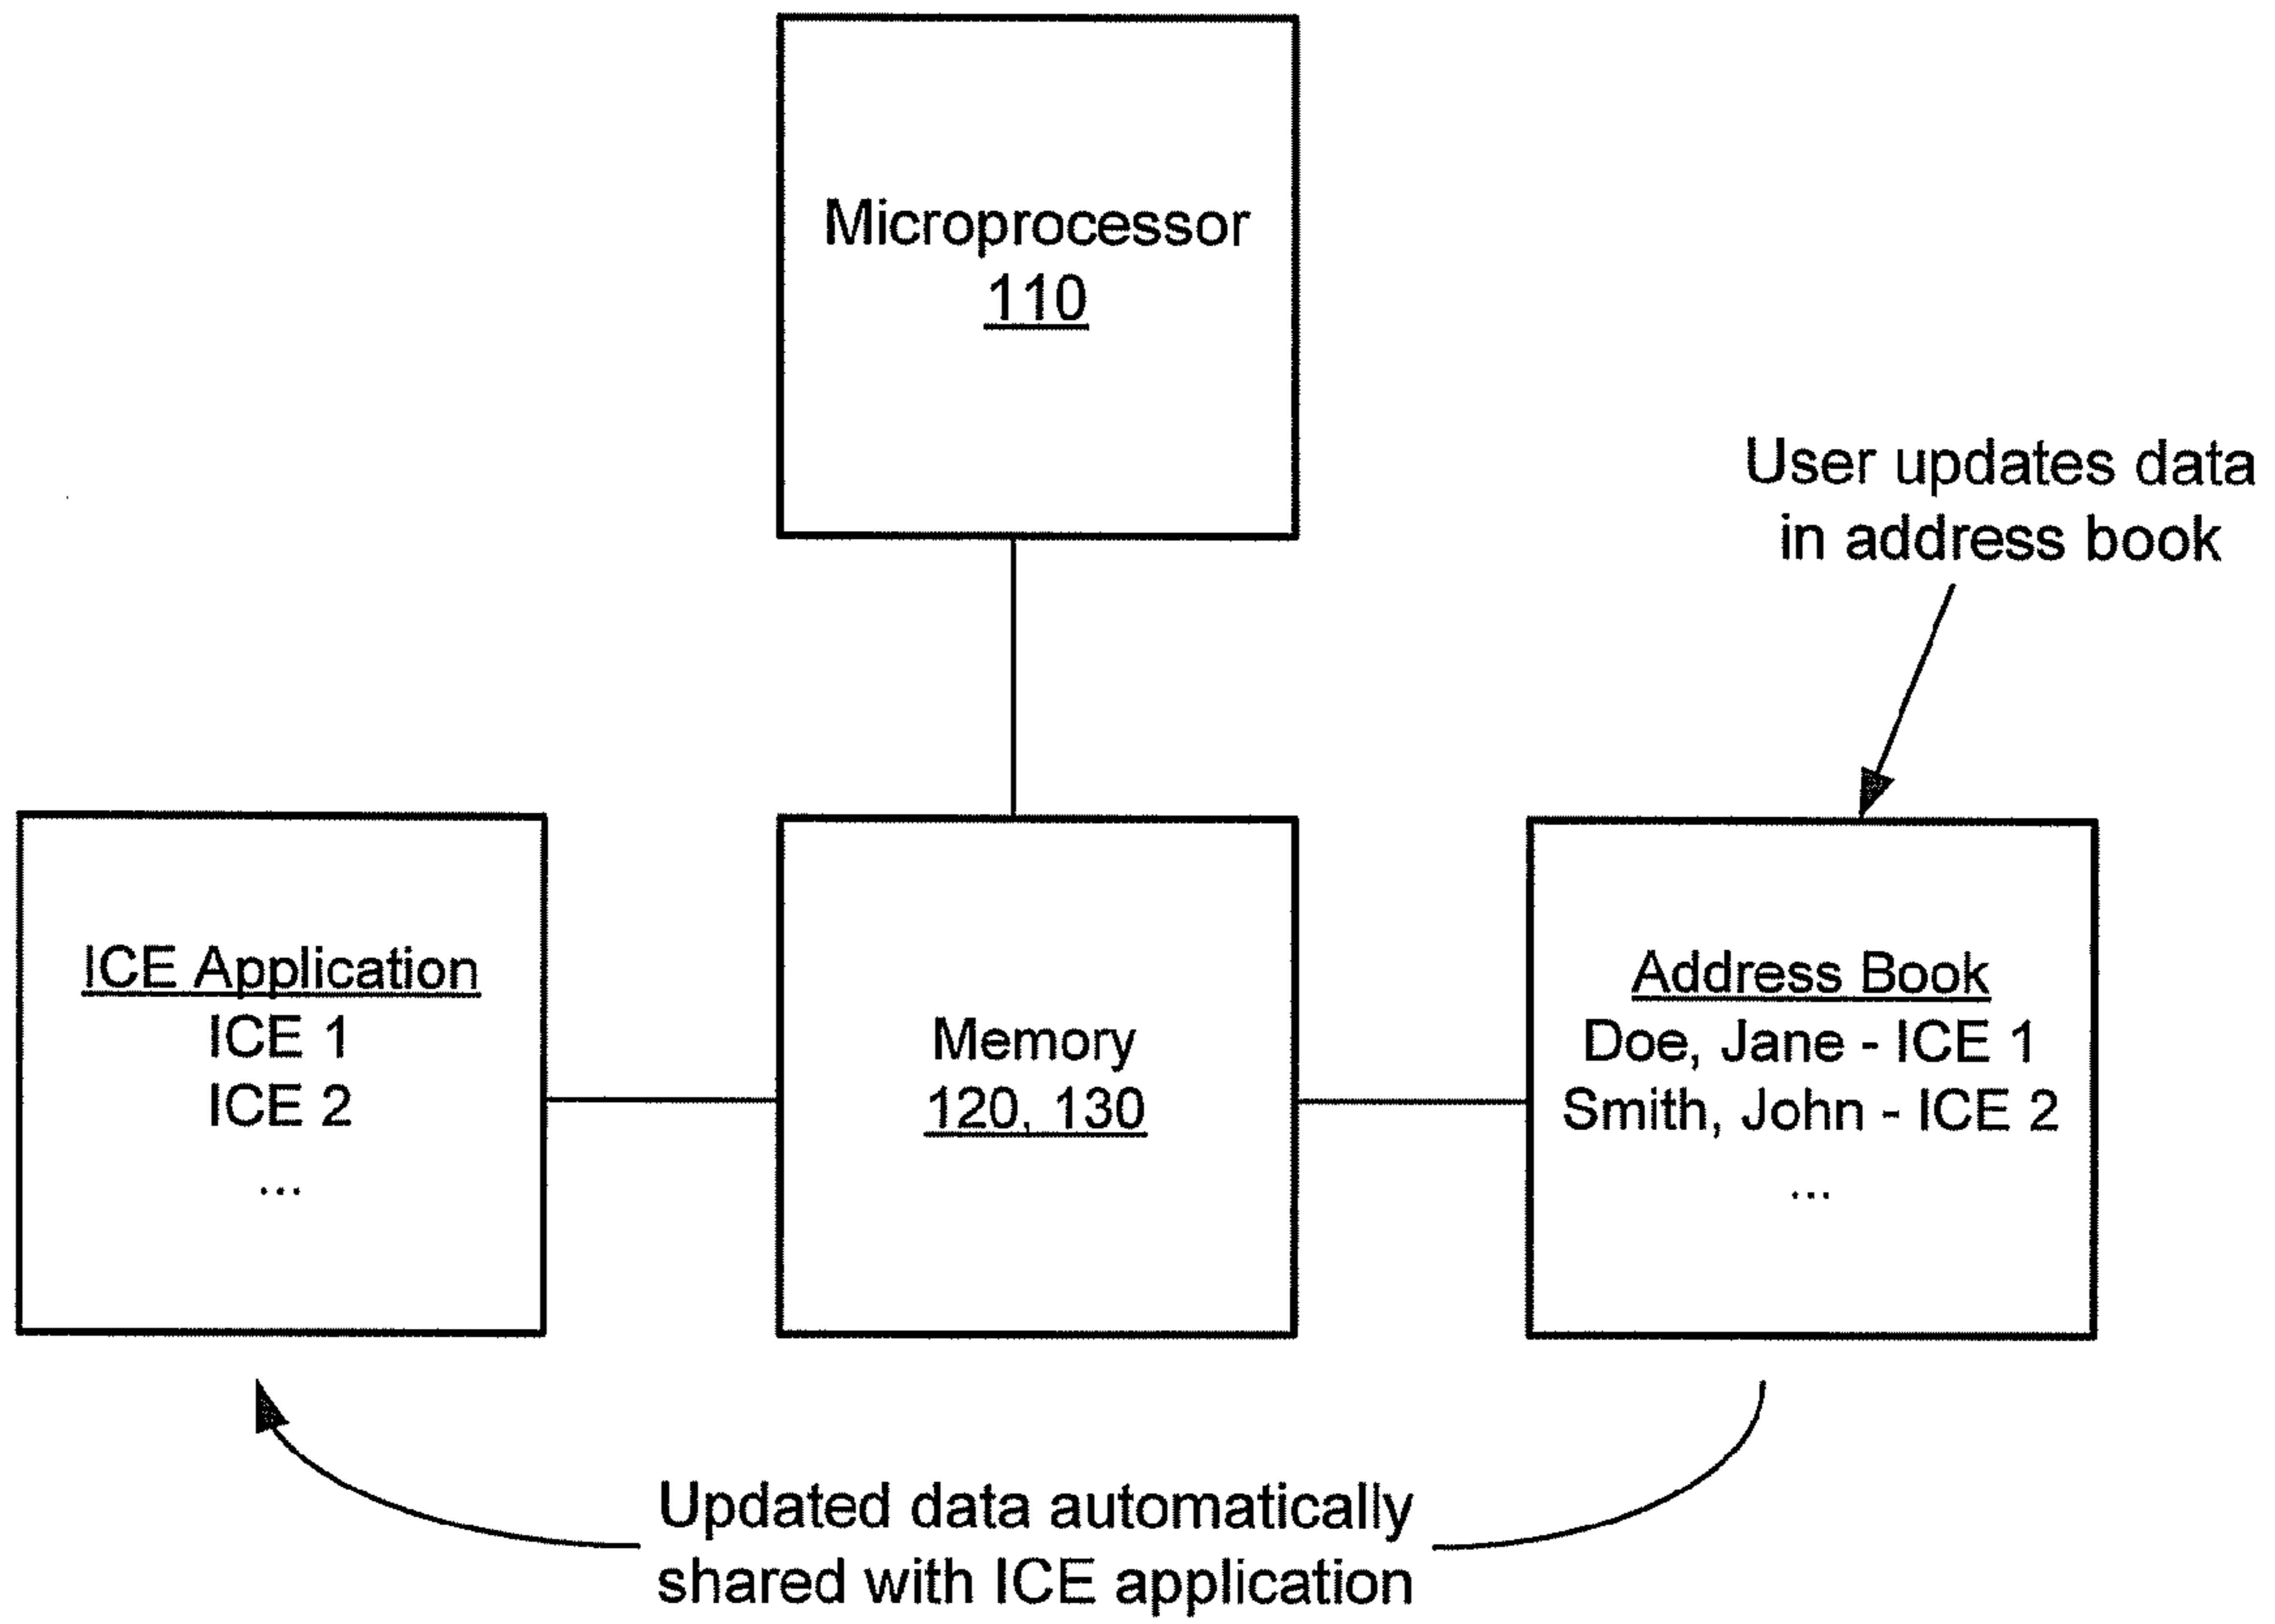 Microprocessor
110
User updates data
in address book
ICE Application
ICE 1
ICE 2
...
Memory
120, 130
Address Book
Doe, Jane - ICE 1
Smith, John - ICE 2
...
Updated data automatically
shared with ICE application